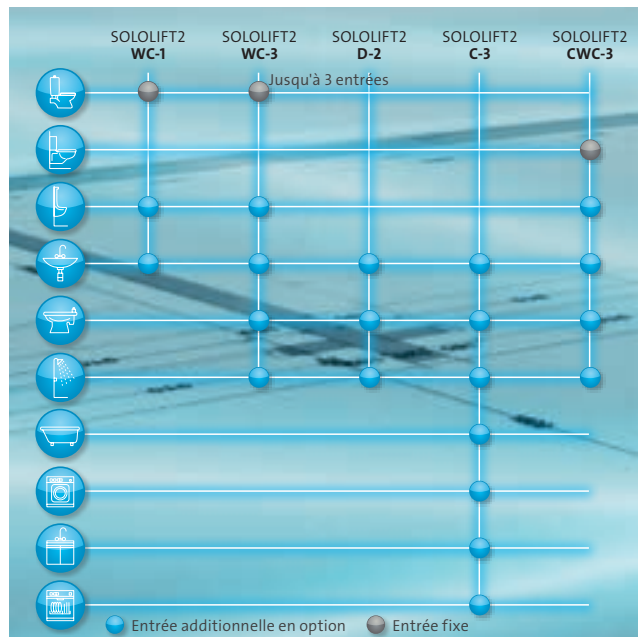 SOLOLIFT2 SOLOLIFT2 SOLOLIFT2 SOLOLIFT2 SOLOLIFT2
WC-1 WC-3 D-2 C-3 CWC-3
Jusqu'à 3 entrées
Entrée additionnelle en option Entrée fixe